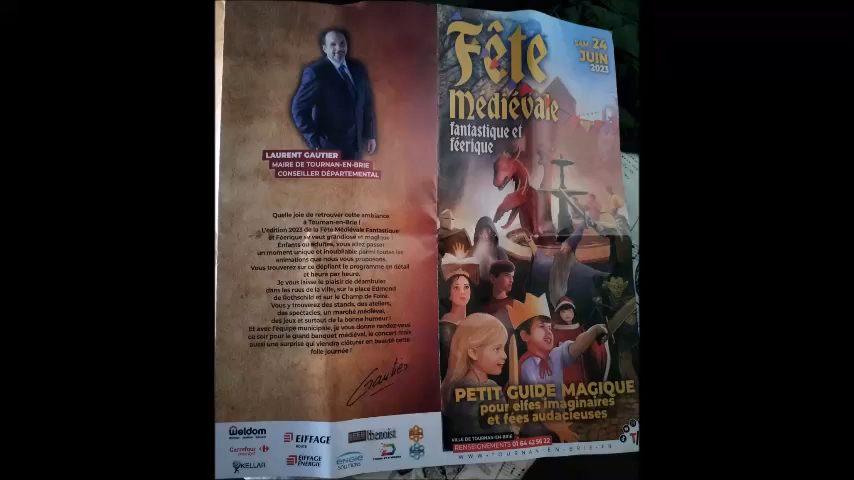 LAURENT GAUTIER
MAIRE DE TOURNAN-EN-BRIE
CONSEILLER DÉPARTEMENTAL
Quelle joie de retrouver cette ambiance
à Tournan-en-Brie !
L'édition 2023 de la Fête Médiévale Fantastique
et Féerique se veut grandiose et magique !
Enfants ou adultes, vous allez passer
un moment unique et inoubliable parmi toutes les
animations que nous vous proposons.
Vous trouverez sur ce dépliant le programme en détail
et heure par heure.
Je vous laisse le plaisir de déambuler
dans les rues de la ville, sur la place Edmond
de Rothschild et sur le Champ de Foire.
Vous y trouverez des stands, des ateliers,
des spectacles, un marché médiéval,
des jeux et surtout de la bonne humeur !
Et avec l'équipe municipale, je vous donne rendez-vous
ce soir pour le grand banquet médiéval, le concert mais
aussi une surprise qui viendra clôturer en beauté cette
folle journée !
Gautier
weldom
EIFFAGE
ROUTE
thenoist
Carrefour
EIFFAGE
ÉNERGIE
ENGIE
SOLUTIONS
KELLAR
Fête
Médiévale
fantastique et
féerique
SAM 24
JUIN
2023
PETIT GUIDE MAGIQUE
pour elfes imaginaires
et fées audacieuses
VILLE DE TOURNAN-EN-BRIE
RENSEIGNEMENTS 01 64 42 56 22
WWW.TOURNAN-EN-BRIE.FR